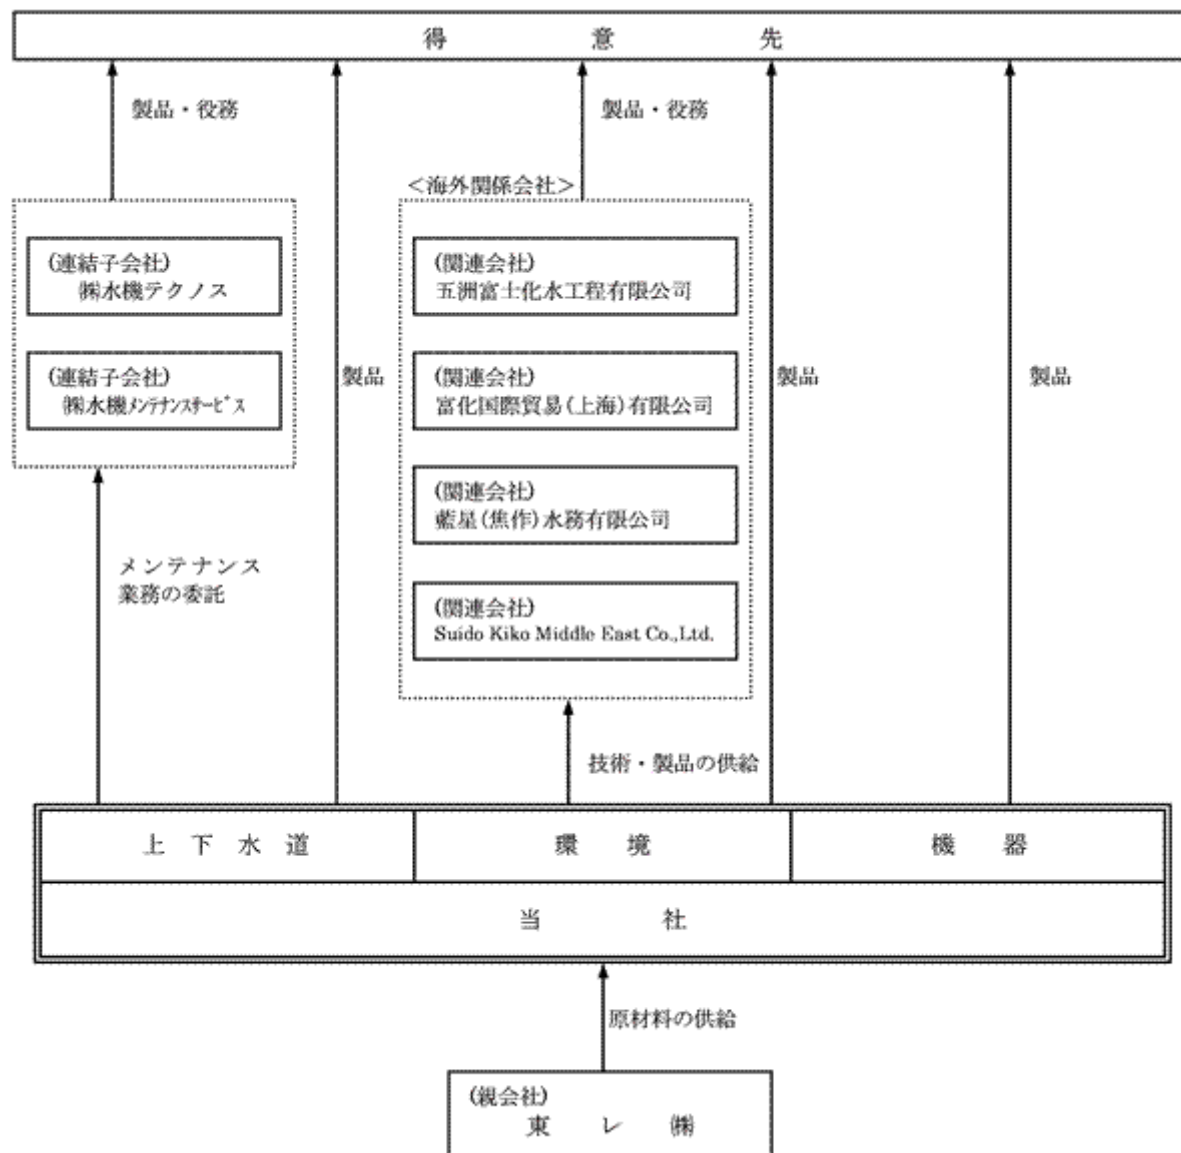 得意先
製品・役務
製品・役務
<海外関係会社>
(連結子会社)
㈱水機テクノス
(関連会社)
五洲富士化水工程有限公司
(連結子会社)
㈱水機ﾒﾝﾃﾅﾝｽｻｰﾋﾞｽ
製品
(関連会社)
富化国際貿易(上海)有限公司
製品
製品
(関連会社)
藍星(焦作)水務有限公司
メンテナンス
業務の委託
(関連会社)
Suido Kiko Middle East Co.,Ltd.
技術・製品の供給
上下水道
環境
機器
当社
原材料の供給
(親会社)
東レ㈱